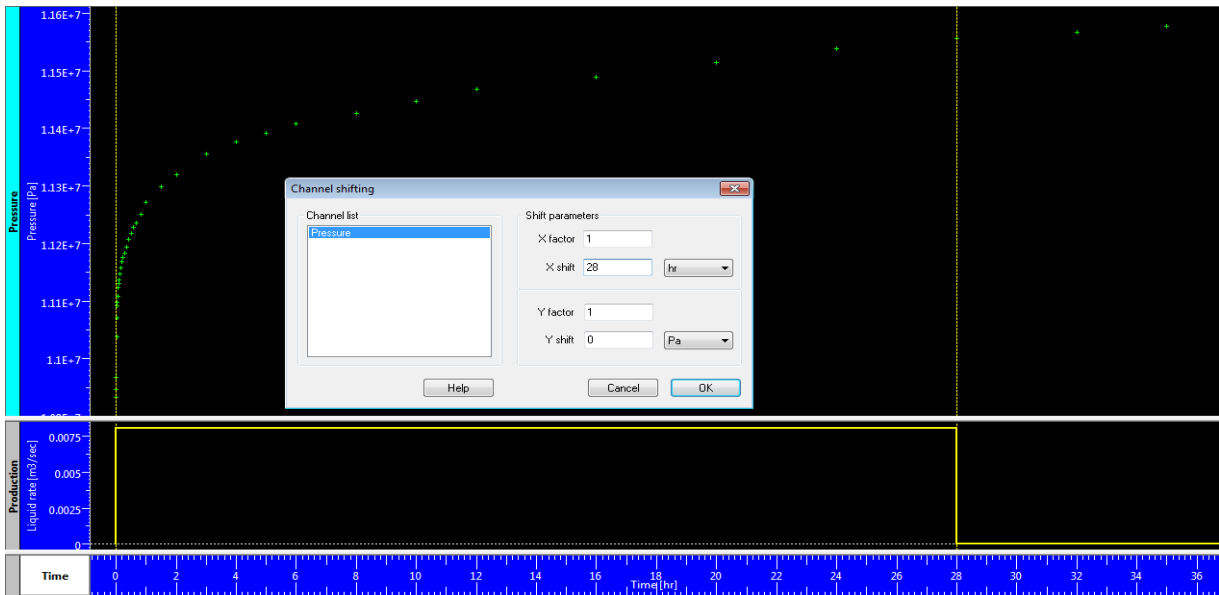 1.16E+7
1.15E+7
1.14E+7
1.13E+7
1.12E+7
1.11E+7
1.1E+7
Pressure
Pressure [Pa]
Channel shifting
Channel list
Pressure
Shift parameters
X factor 1
X shift 28 hr
Y factor 1
Y shift 0 Pa
Help Cancel OK
Production
Liquid rate [m3/sec]
0.0075
0.005
0.0025
0
Time
0 2 4 6 8 10 12 14 16 18 20 22 24 26 28 30 32 34 36
Time [hr]